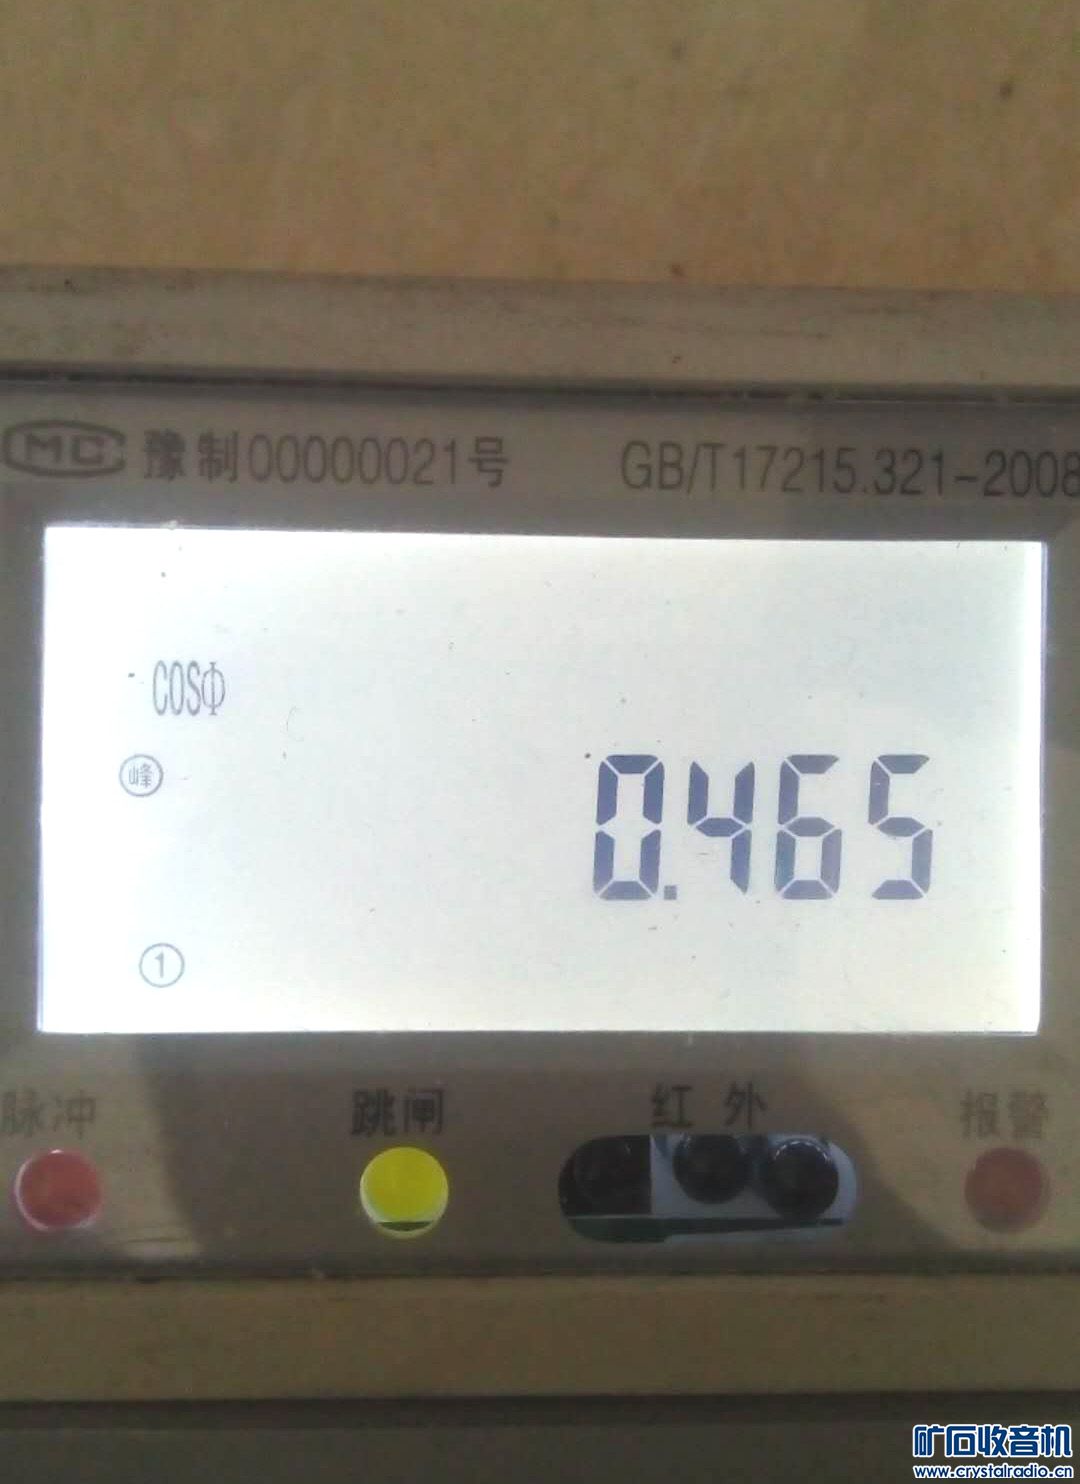 MC 豫制00000021号 GB/T17215.321-2008
COSΦ
峰
0.465
1
脉冲 跳闸 红外 报警
矿石收音机
www.crystalradio.cn